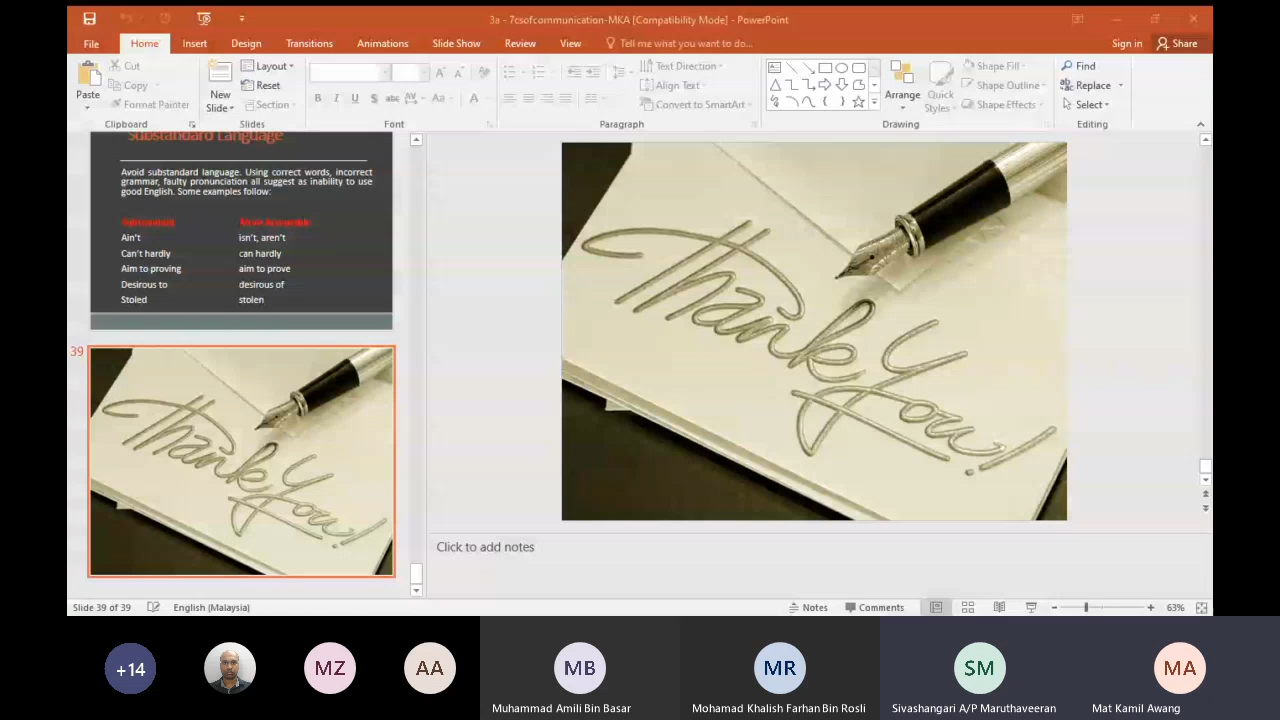 3a - 7csofcommunication-MKA [Compatibility Mode] - PowerPoint
File Home Insert Design Transitions Animations Slide Show Review View Tell me what you want to do... Sign in Share
Paste
Cut
Copy
Format Painter
Clipboard
New Slide
Layout
Reset
Section
Slides
B I U S abc AV Aa A
Font
Text Direction
Align Text
Convert to SmartArt
Paragraph
Arrange
Quick Styles
Shape Fill
Shape Outline
Shape Effects
Drawing
Find
Replace
Select
Editing
Substandard Language
Avoid substandard language. Using correct words, incorrect
grammar, faulty pronunciation all suggest as inability to use
good English. Some examples follow:
Substandard More Acceptable
Ain't isn't, aren't
Can't hardly can hardly
Aim to proving aim to prove
Desirous to desirous of
Stoled stolen
39
Thank You!
Thank You!
Click to add notes
Slide 39 of 39 English (Malaysia) Notes Comments 63%
+14 MZ AA MB MR SM MA
Muhammad Amili Bin Basar Mohamad Khalish Farhan Bin Rosli Sivashangari A/P Maruthaveeran Mat Kamil Awang